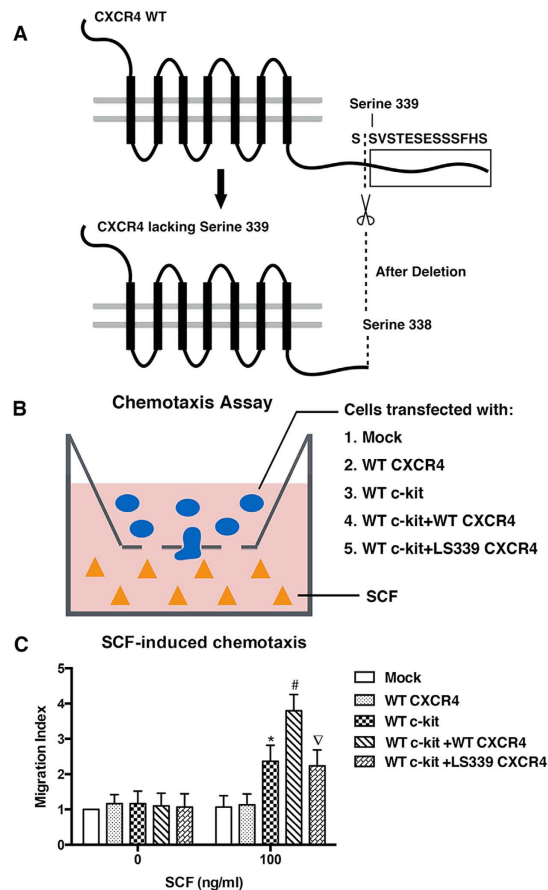 A
CXCR4 WT
Serine 339
S SVSTESESSSFHS
CXCR4 lacking Serine 339
After Deletion
Serine 338
B
Chemotaxis Assay
Cells transfected with:
1. Mock
2. WT CXCR4
3. WT c-kit
4. WT c-kit+WT CXCR4
5. WT c-kit+LS339 CXCR4
SCF
C
SCF-induced chemotaxis
Migration Index
5
4
3
2
1
0
* # ∇
0 100
SCF (ng/ml)
Mock
WT CXCR4
WT c-kit
WT c-kit +WT CXCR4
WT c-kit +LS339 CXCR4